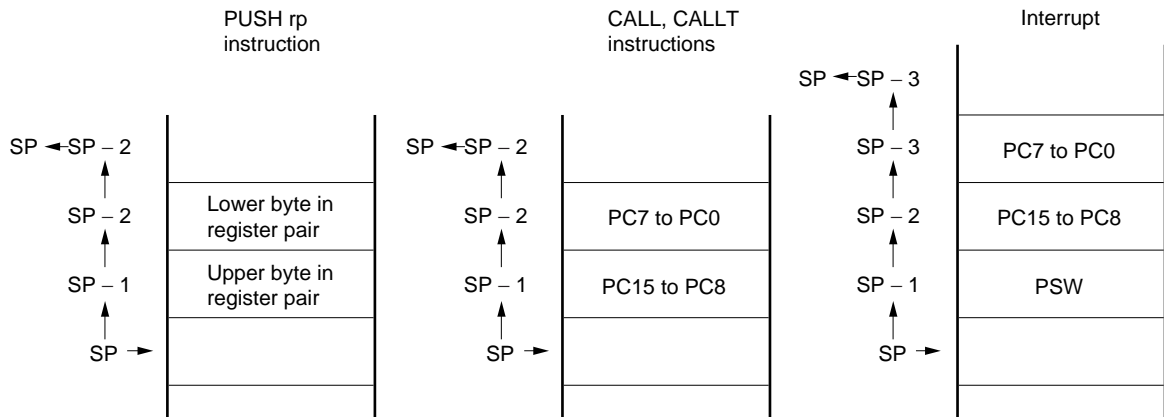 PUSH rp
instruction
SP ← SP – 2
SP – 2
Lower byte in
register pair
SP – 1
Upper byte in
register pair
SP
CALL, CALLT
instructions
SP ← SP – 2
SP – 2
PC7 to PC0
SP – 1
PC15 to PC8
SP
Interrupt
SP ← SP – 3
SP – 3
PC7 to PC0
SP – 2
PC15 to PC8
SP – 1
PSW
SP